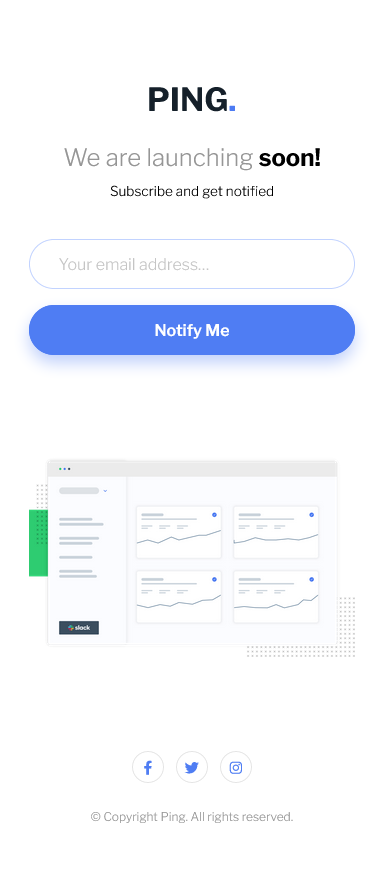 PING.
We are launching soon!
Subscribe and get notified
Your email address...
Notify Me
slack
© Copyright Ping. All rights reserved.